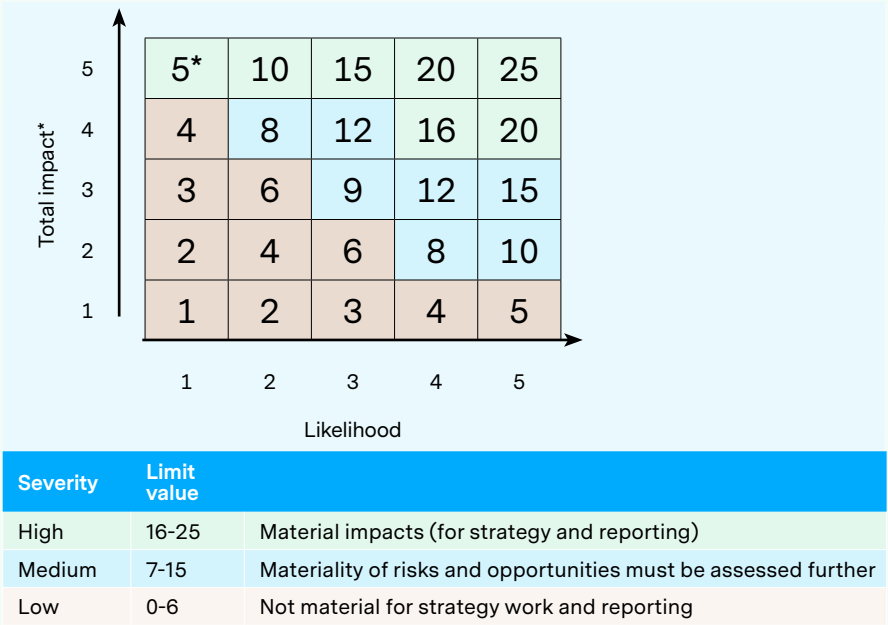 5 5* 10 15 20 25
4 4 8 12 16 20
Total impact*
3 3 6 9 12 15
2 2 4 6 8 10
1 1 2 3 4 5
1 2 3 4 5
Likelihood
Severity Limit value
High 16-25 Material impacts (for strategy and reporting)
Medium 7-15 Materiality of risks and opportunities must be assessed further
Low 0-6 Not material for strategy work and reporting